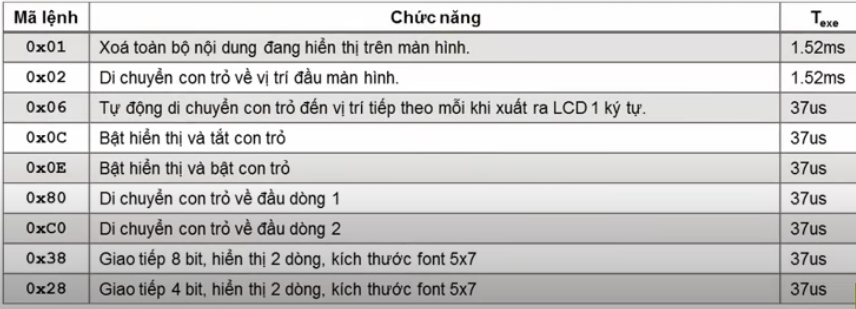 Mã lệnh Chức năng Texe
0x01 Xoá toàn bộ nội dung đang hiển thị trên màn hình. 1.52ms
0x02 Di chuyển con trỏ về vị trí đầu màn hình. 1.52ms
0x06 Tự động di chuyển con trỏ đến vị trí tiếp theo mỗi khi xuất ra LCD 1 ký tự. 37us
0x0C Bật hiển thị và tắt con trỏ 37us
0x0E Bật hiển thị và bật con trỏ 37us
0x80 Di chuyển con trỏ về đầu dòng 1 37us
0xC0 Di chuyển con trỏ về đầu dòng 2 37us
0x38 Giao tiếp 8 bit, hiển thị 2 dòng, kích thước font 5x7 37us
0x28 Giao tiếp 4 bit, hiển thị 2 dòng, kích thước font 5x7 37us